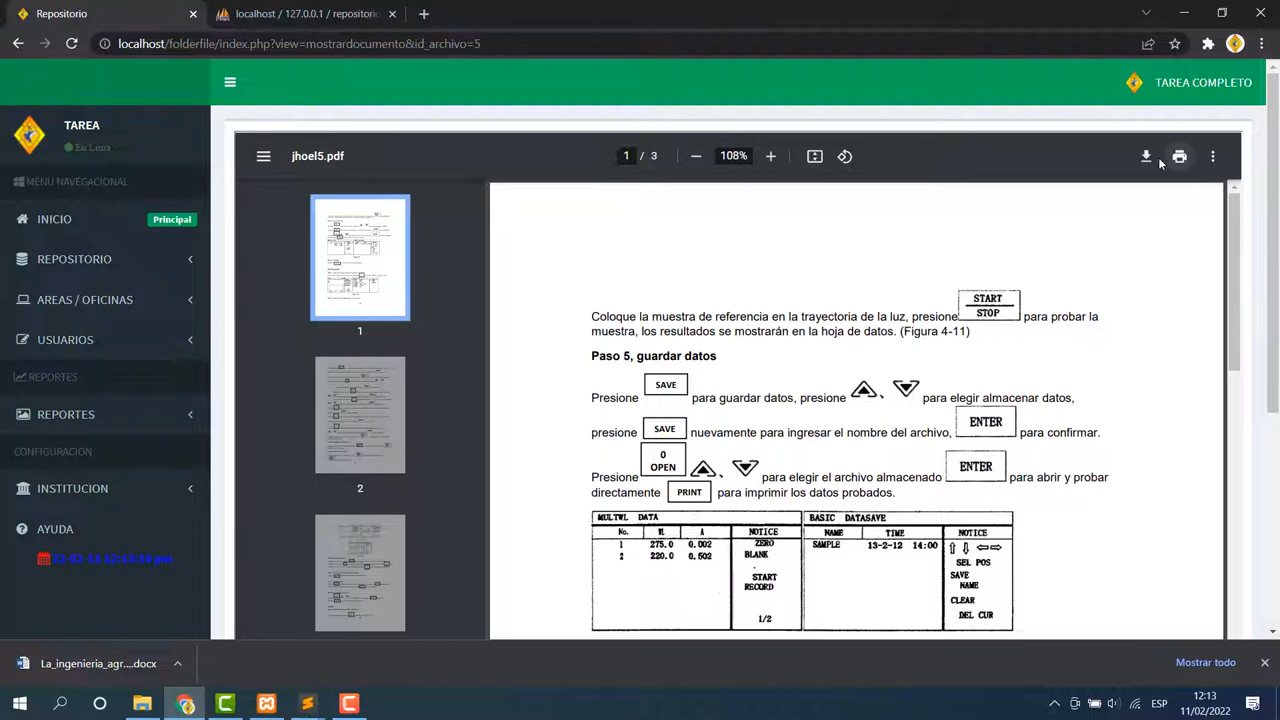 Repositorio
localhost / 127.0.0.1 / repositorio
localhost/folderfile/index.php?view=mostrardocumento&id_archivo=5
TAREA COMPLETO
TAREA
En Linea
MENU NAVEGACIONAL
INICIO
Principal
REPOSITORIO
AREAS / OFICINAS
USUARIOS
REPORTES
REPORTES
CONFIGURACION
INSTITUCION
AYUDA
jhoel5.pdf
1 / 3
108%
1
2
Coloque la muestra de referencia en la trayectoria de la luz, presione START STOP para probar la
muestra, los resultados se mostrarán en la hoja de datos. (Figura 4-11)
Paso 5, guardar datos
Presione SAVE para guardar datos, presione 、 para elegir almacenar datos,
presione SAVE nuevamente para ingresar el nombre del archivo, ENTER para confirmar.
Presione 0 OPEN 、 para elegir el archivo almacenado ENTER para abrir y probar
directamente PRINT para imprimir los datos probados.
MULTWL DATA
No. WL A NOTICE
1 275.0 0.002 ZERO
2 220.0 0.502 BLANK
START
RECORD
1/2
BASIC DATASAVE
NAME TIME NOTICE
SAMPLE 13-2-12 14:00
SEL POS
SAVE
NAME
CLEAR
DEL CUR
La_ingenieria_agr....docx
Mostrar todo
ESP
12:13
11/02/2022